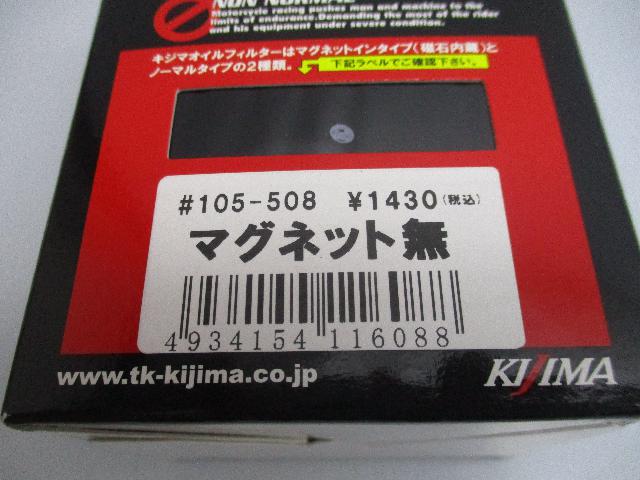 NON NORMAL
Motorcycle racing pushes man and machine to the
limits of endurance.Demanding the most of the rider
and his equipment under severe condition.
キジマオイルフィルターはマグネットインタイプ(磁石内蔵)と
ノーマルタイプの2種類。 下記ラベルでご確認下さい。
#105-508 ¥1430(税込)
マグネット無
4934154 116088
www.tk-kijima.co.jp KIJIMA